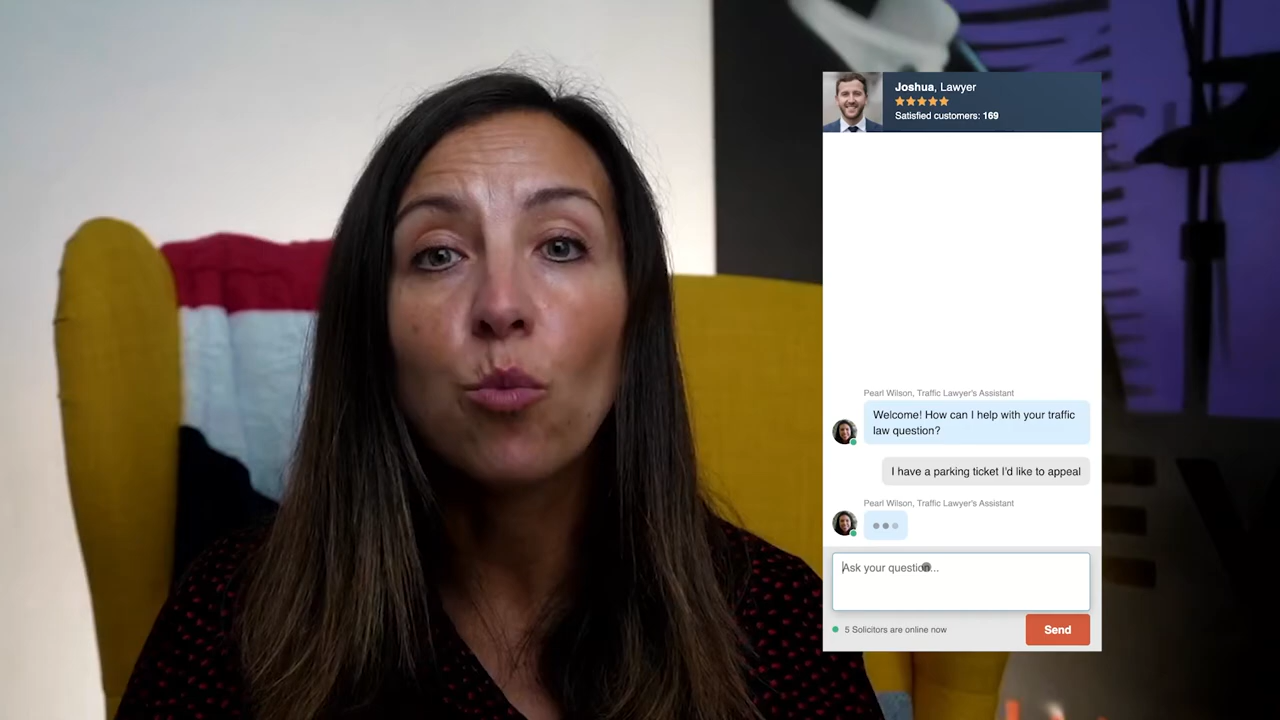 Joshua, Lawyer
Satisfied customers: 169
Pearl Wilson, Traffic Lawyer's Assistant
Welcome! How can I help with your traffic
law question?
I have a parking ticket I'd like to appeal
Pearl Wilson, Traffic Lawyer's Assistant
Ask your question...
5 Solicitors are online now
Send